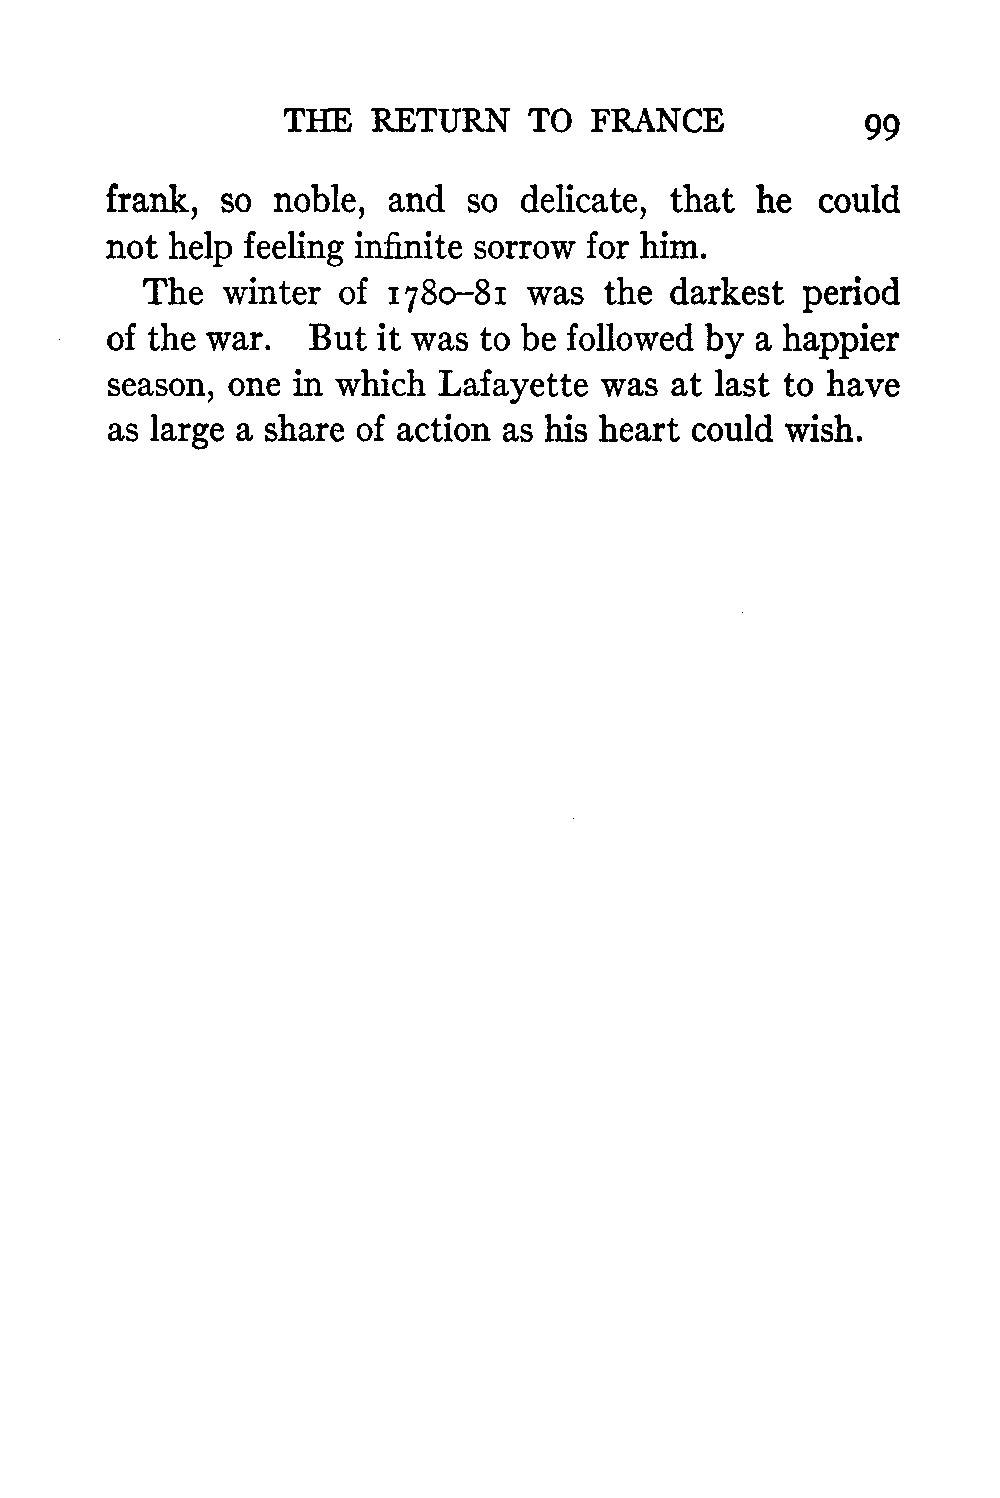 THE RETURN TO FRANCE 99
frank, so noble, and so delicate, that he could
not help feeling infinite sorrow for him.
The winter of 1780–81 was the darkest period
of the war. But it was to be followed by a happier
season, one in which Lafayette was at last to have
as large a share of action as his heart could wish.